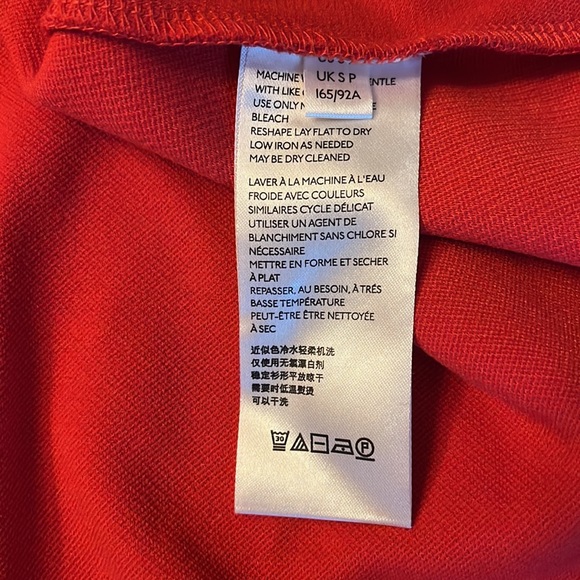 UK S P
165/92A
MACHINE ENTLE
WITH LIKE
USE ONLY
BLEACH
RESHAPE LAY FLAT TO DRY
LOW IRON AS NEEDED
MAY BE DRY CLEANED
LAVER À LA MACHINE À L'EAU
FROIDE AVEC COULEURS
SIMILAIRES CYCLE DÉLICAT
UTILISER UN AGENT DE
BLANCHIMENT SANS CHLORE SI
NÉCESSAIRE
METTRE EN FORME ET SECHER
À PLAT
REPASSER, AU BESOIN, À TRÉS
BASSE TEMPÉRATURE
PEUT-ÊTRE ÊTRE NETTOYÉE
À SEC
近似色冷水轻柔机洗
仅使用无氯漂白剂
稳定衫形平放晾干
需要时低温熨烫
可以干洗
30 P